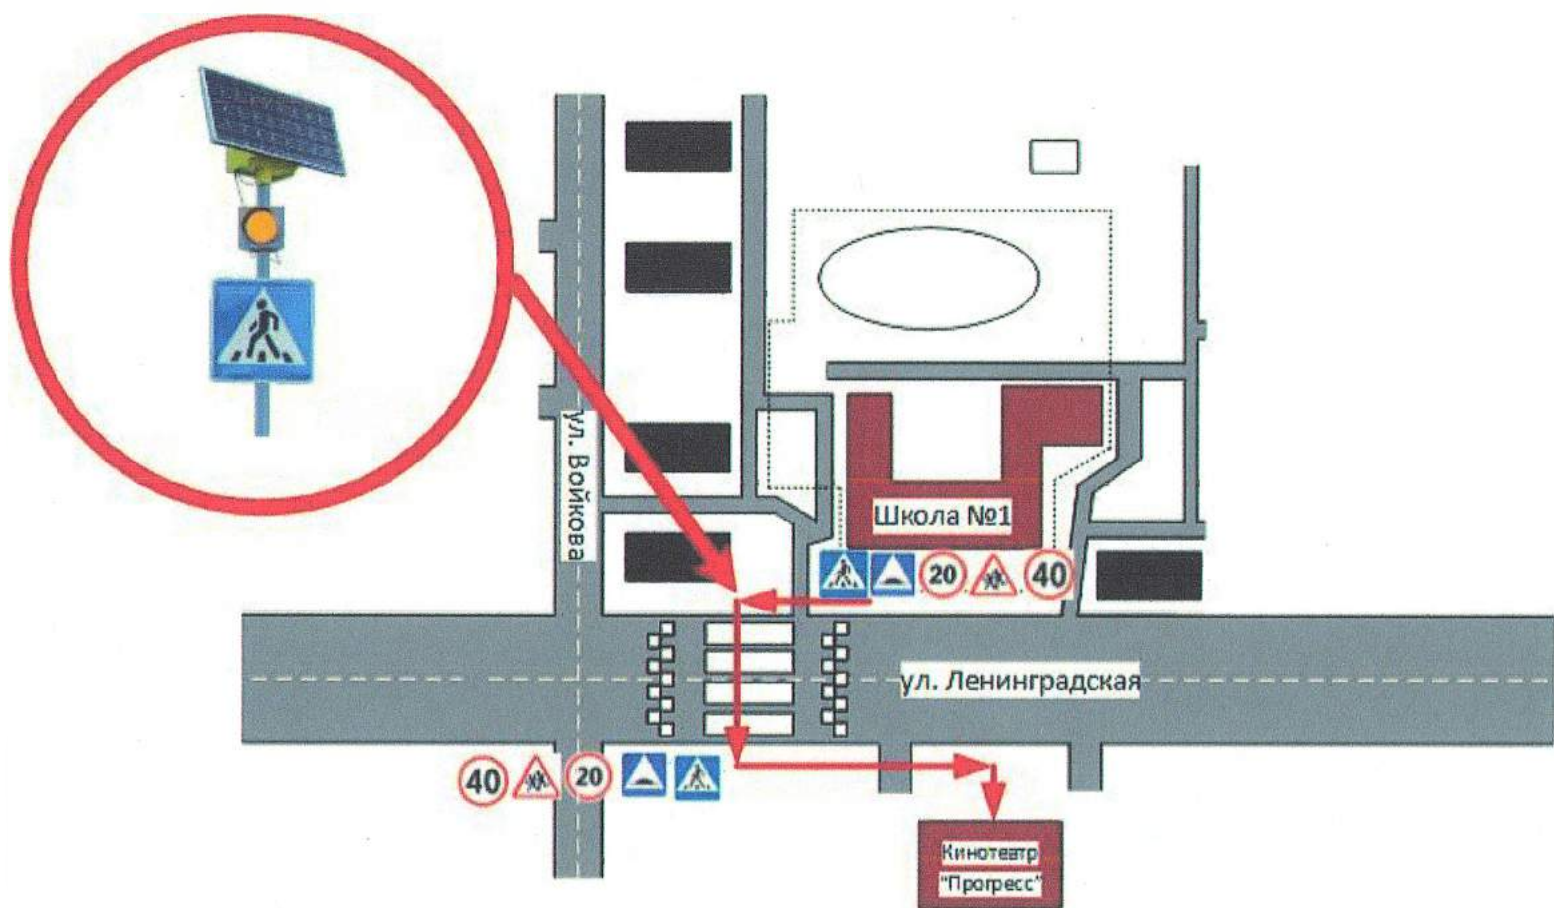 ул. Войкова
Школа №1
20
40
ул. Ленинградская
40
20
Кинотеатр
"Прогресс"